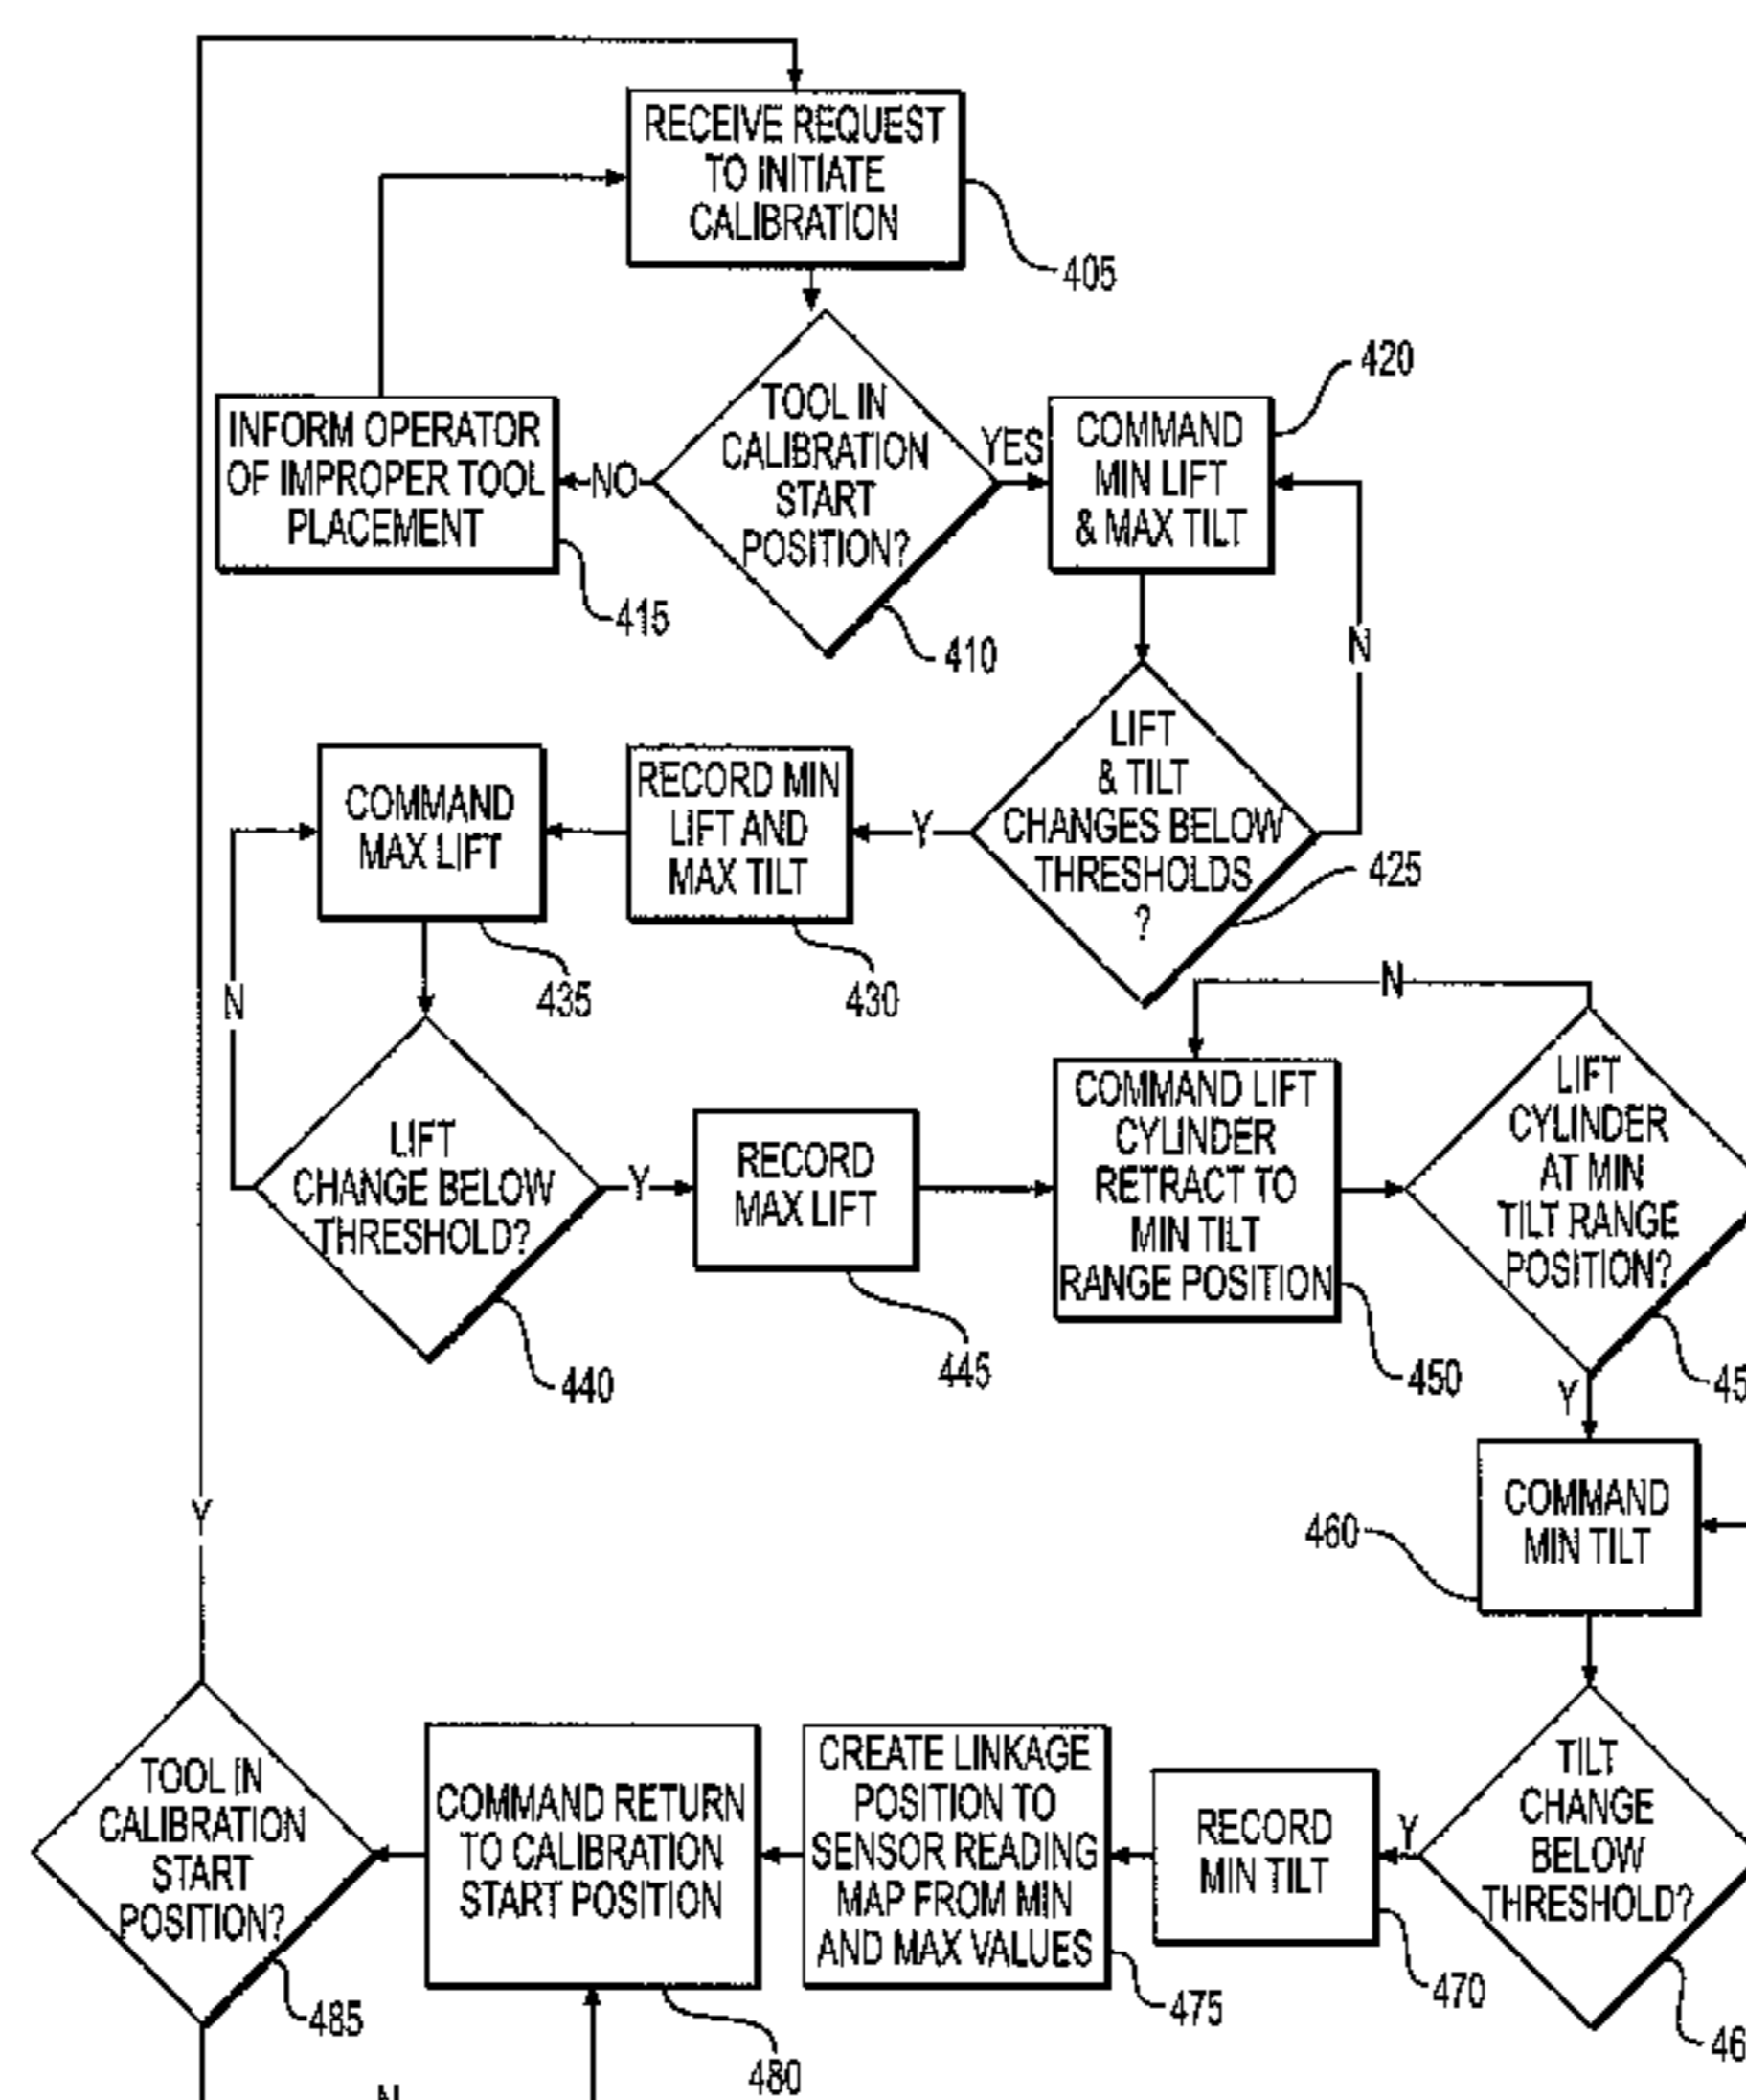 RECEIVE REQUEST
TO INITIATE
CALIBRATION
405
TOOL IN
CALIBRATION
START
POSITION?
410
NO
INFORM OPERATOR
OF IMPROPER TOOL
PLACEMENT
415
YES
COMMAND
MIN LIFT
& MAX TILT
420
LIFT
& TILT
CHANGES BELOW
THRESHOLDS
?
425
N
Y
RECORD MIN
LIFT AND
MAX TILT
430
COMMAND
MAX LIFT
435
LIFT
CHANGE BELOW
THRESHOLD?
440
N
Y
RECORD
MAX LIFT
445
COMMAND LIFT
CYLINDER
RETRACT TO
MIN TILT
RANGE POSITION
450
LIFT
CYLINDER
AT MIN
TILT RANGE
POSITION?
45
N
Y
COMMAND
MIN TILT
460
TILT
CHANGE
BELOW
THRESHOLD?
46
Y
RECORD
MIN TILT
470
CREATE LINKAGE
POSITION TO
SENSOR READING
MAP FROM MIN
AND MAX VALUES
475
COMMAND RETURN
TO CALIBRATION
START POSITION
480
TOOL IN
CALIBRATION
START
POSITION?
485
Y
N